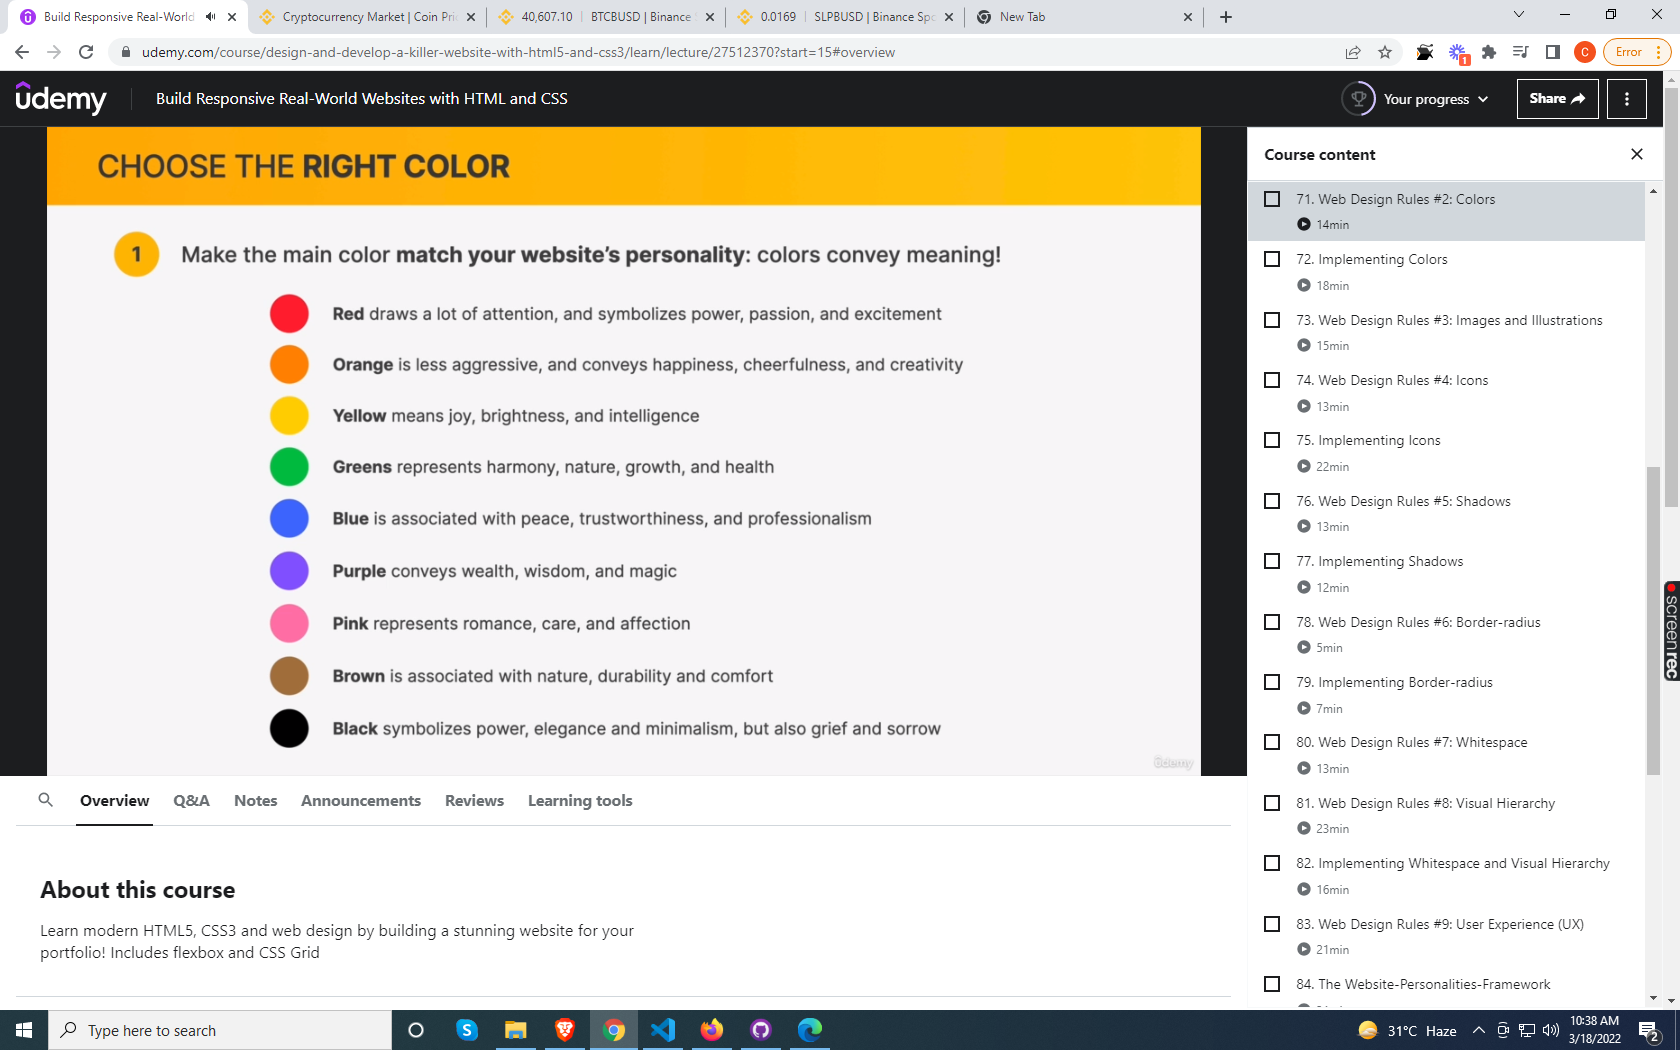 Build Responsive Real-World
Cryptocurrency Market | Coin Pri
40,607.10 | BTCBUSD | Binance
0.0169 | SLPBUSD | Binance Spo
New Tab
udemy.com/course/design-and-develop-a-killer-website-with-html5-and-css3/learn/lecture/27512370?start=15#overview
1
C
Error
udemy
Build Responsive Real-World Websites with HTML and CSS
Your progress
Share
CHOOSE THE RIGHT COLOR
1
Make the main color match your website's personality: colors convey meaning!
Red draws a lot of attention, and symbolizes power, passion, and excitement
Orange is less aggressive, and conveys happiness, cheerfulness, and creativity
Yellow means joy, brightness, and intelligence
Greens represents harmony, nature, growth, and health
Blue is associated with peace, trustworthiness, and professionalism
Purple conveys wealth, wisdom, and magic
Pink represents romance, care, and affection
Brown is associated with nature, durability and comfort
Black symbolizes power, elegance and minimalism, but also grief and sorrow
udemy
Course content
71. Web Design Rules #2: Colors
14min
72. Implementing Colors
18min
73. Web Design Rules #3: Images and Illustrations
15min
74. Web Design Rules #4: Icons
13min
75. Implementing Icons
22min
76. Web Design Rules #5: Shadows
13min
77. Implementing Shadows
12min
78. Web Design Rules #6: Border-radius
5min
79. Implementing Border-radius
7min
80. Web Design Rules #7: Whitespace
13min
81. Web Design Rules #8: Visual Hierarchy
23min
82. Implementing Whitespace and Visual Hierarchy
16min
83. Web Design Rules #9: User Experience (UX)
21min
84. The Website-Personalities-Framework
screenrec
Overview
Q&A
Notes
Announcements
Reviews
Learning tools
About this course
Learn modern HTML5, CSS3 and web design by building a stunning website for your
portfolio! Includes flexbox and CSS Grid
Type here to search
31°C Haze
10:38 AM
3/18/2022
2